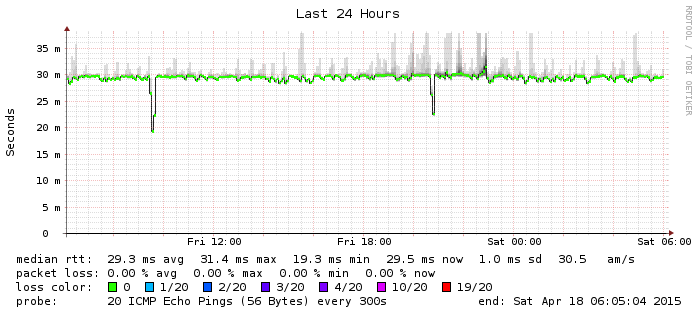 Last 24 Hours
RRDTOOL / TOBI OETIKER
Seconds
35 m
30 m
25 m
20 m
15 m
10 m
5 m
0
Fri 12:00 Fri 18:00 Sat 00:00 Sat 06:00
median rtt: 29.3 ms avg 31.4 ms max 19.3 ms min 29.5 ms now 1.0 ms sd 30.5 am/s
packet loss: 0.00 % avg 0.00 % max 0.00 % min 0.00 % now
loss color: 0 1/20 2/20 3/20 4/20 10/20 19/20
probe: 20 ICMP Echo Pings (56 Bytes) every 300s end: Sat Apr 18 06:05:04 2015